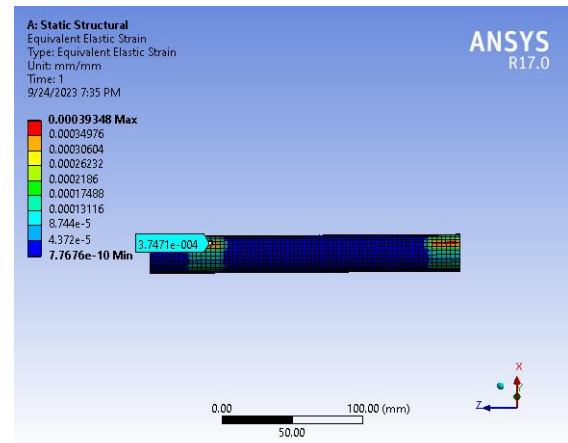 A: Static Structural
Equivalent Elastic Strain
Type: Equivalent Elastic Strain
Unit: mm/mm
Time: 1
9/24/2023 7:35 PM
ANSYS
R17.0
0.00039348 Max
0.00034976
0.00030604
0.00026232
0.0002186
0.00017488
0.00013116
8.744e-5
4.372e-5
7.7676e-10 Min
3.7471e-004
0.00
100.00 (mm)
50.00
X
Y
Z